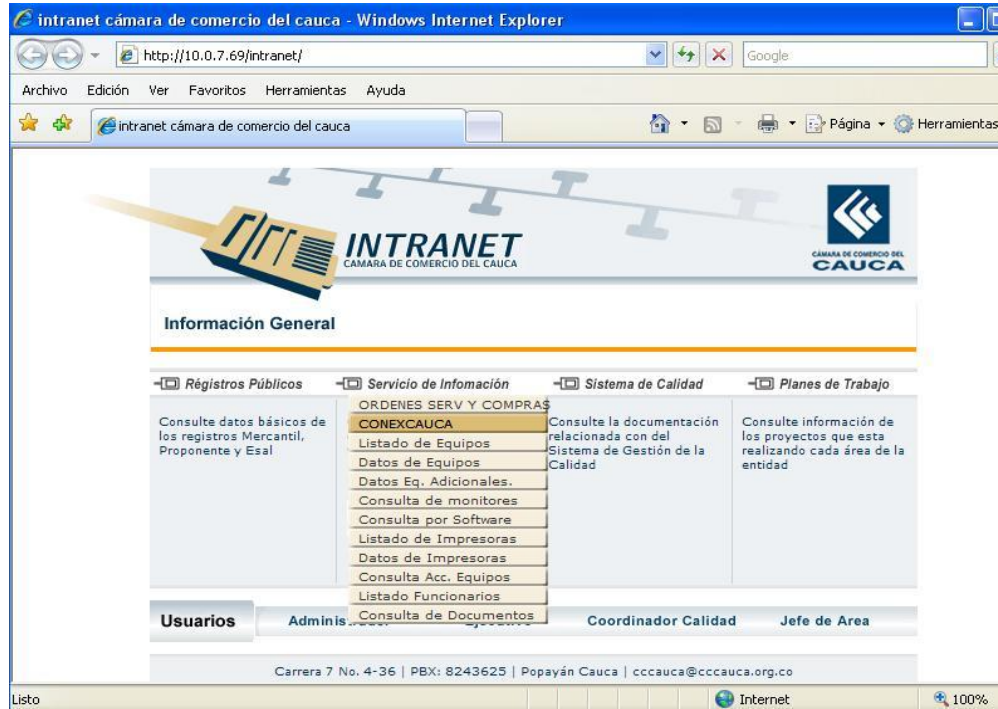 intranet cámara de comercio del cauca - Windows Internet Explorer
http://10.0.7.69/intranet/
Google
Archivo Edición Ver Favoritos Herramientas Ayuda
intranet cámara de comercio del cauca
Página
Herramientas
INTRANET
CAMARA DE COMERCIO DEL CAUCA
CÁMARA DE COMERCIO DEL
CAUCA
Información General
Régistros Públicos
Servicio de Infomación
Sistema de Calidad
Planes de Trabajo
Consulte datos básicos de
los registros Mercantil,
Proponente y Esal
ORDENES SERV Y COMPRAS
CONEXCAUCA
Listado de Equipos
Datos de Equipos
Datos Eq. Adicionales.
Consulta de monitores
Consulta por Software
Listado de Impresoras
Datos de Impresoras
Consulta Acc. Equipos
Listado Funcionarios
Consulta de Documentos
Consulte la documentación
relacionada con del
Sistema de Gestión de la
Calidad
Consulte información de
los proyectos que esta
realizando cada área de la
entidad
Usuarios
Coordinador Calidad
Jefe de Area
Carrera 7 No. 4-36 | PBX: 8243625 | Popayán Cauca | cccauca@cccauca.org.co
Listo
Internet
100%